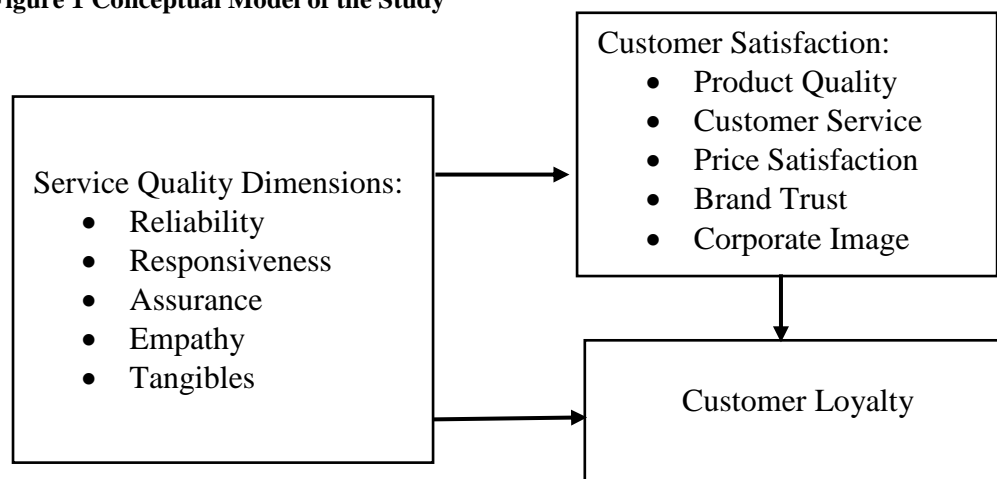 Figure 1 Conceptual Model of the Study
Customer Satisfaction:
• Product Quality
• Customer Service
• Price Satisfaction
• Brand Trust
• Corporate Image
Service Quality Dimensions:
• Reliability
• Responsiveness
• Assurance
• Empathy
• Tangibles
Customer Loyalty